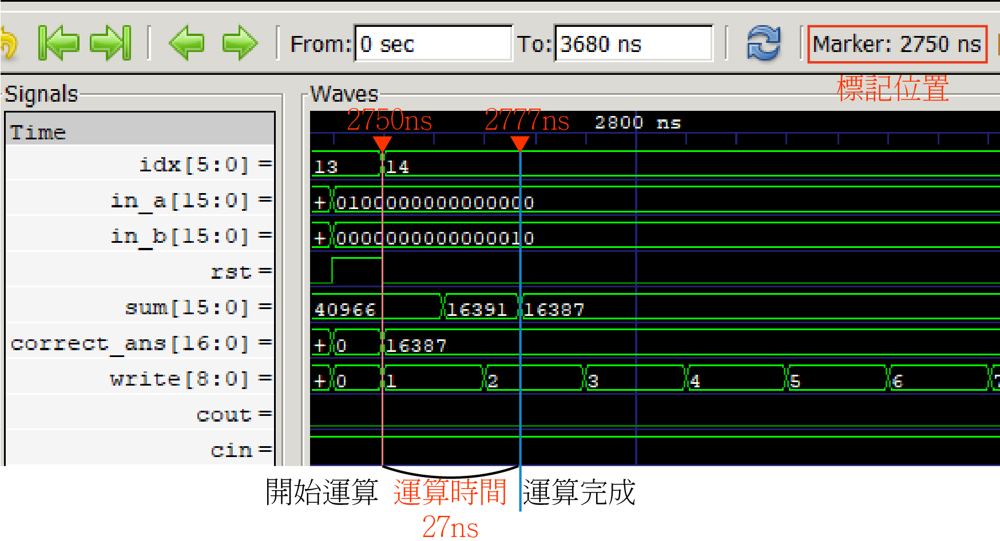 From: 0 sec To: 3680 ns Marker: 2750 ns
標記位置
Signals Waves
2750ns 2777ns 2800 ns
Time
idx[5:0] = 13 14
in_a[15:0] = + 0100000000000000
in_b[15:0] = + 0000000000000010
rst =
sum[15:0] = 40966 16391 16387
correct_ans[16:0] = + 0 16387
write[8:0] = + 0 1 2 3 4 5 6 7
cout =
cin =
開始運算 運算時間 運算完成
27ns